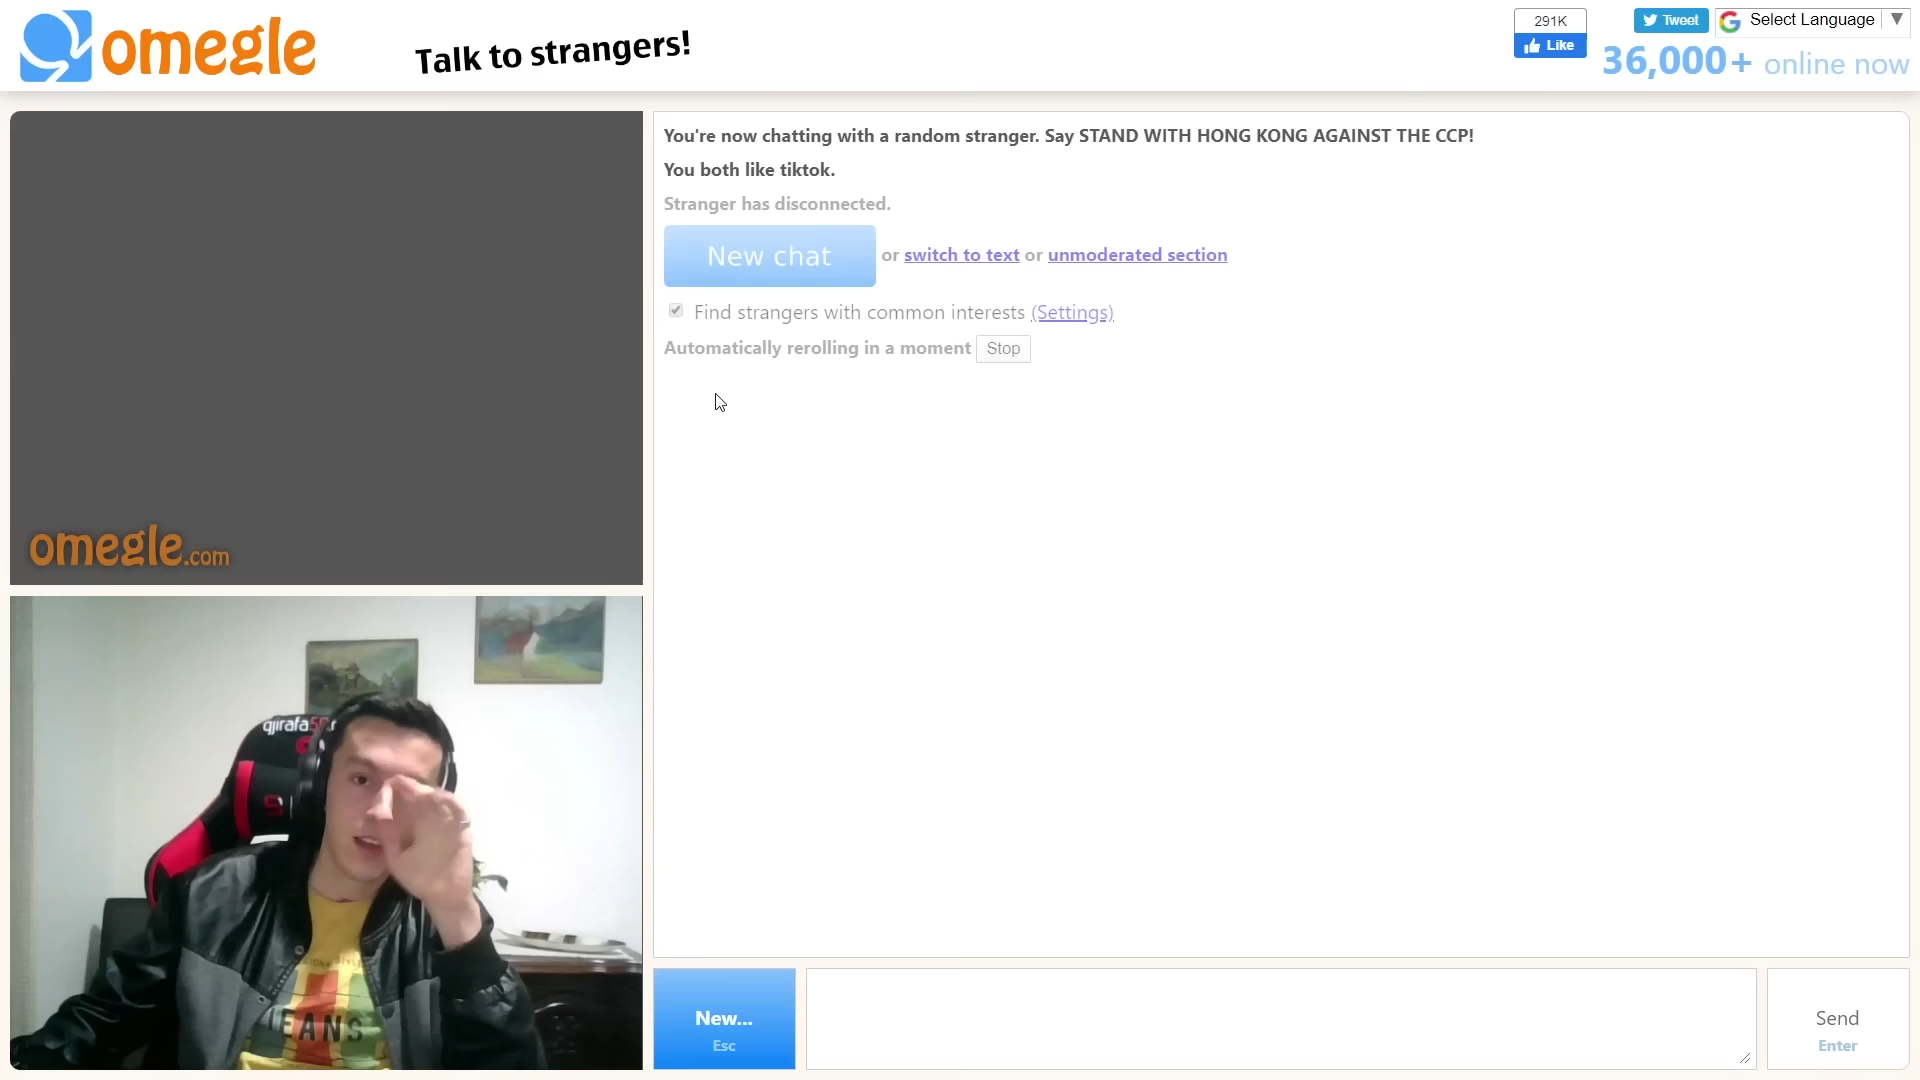 omegle
Talk to strangers!
291K
Like
Tweet
Select Language
36,000+ online now
You're now chatting with a random stranger. Say STAND WITH HONG KONG AGAINST THE CCP!
You both like tiktok.
Stranger has disconnected.
New chat or switch to text or unmoderated section
Find strangers with common interests (Settings)
Automatically rerolling in a moment Stop
omegle.com
qjirafa50
EANS
New...
Esc
Send
Enter